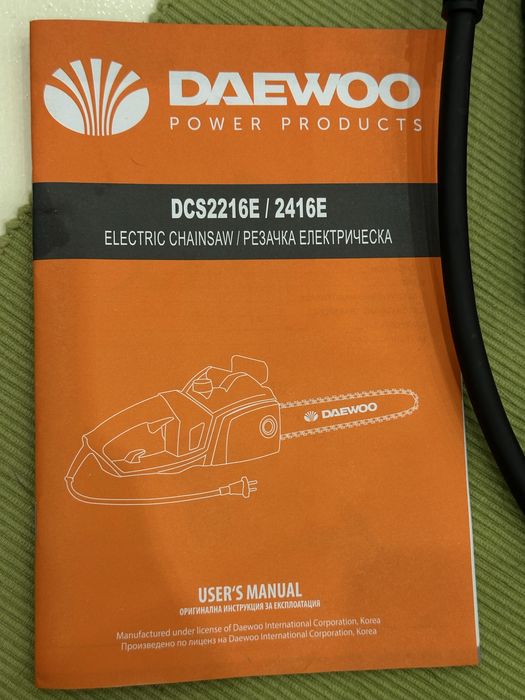 DAEWOO
POWER PRODUCTS
DCS2216E / 2416E
ELECTRIC CHAINSAW / РЕЗАЧКА ЕЛЕКТРИЧЕСКА
DAEWOO
USER'S MANUAL
ОРИГИНАЛНА ИНСТРУКЦИЯ ЗА ЕКСПЛОАТАЦИЯ
Manufactured under license of Daewoo International Corporation, Korea
Произведено по лиценз на Daewoo International Corporation, Korea